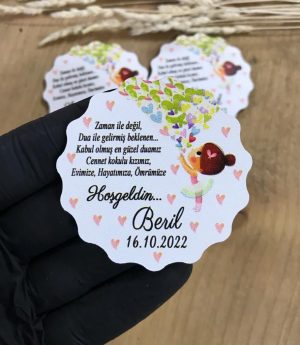 Zaman ile değil,
Dua ile gelirmiş beklenen...
Kabul olmuş en güzel duamız
Cennet kokulu kızımız,
Evimize, Hayatımıza, Ömrümüze
Hoşgeldin...
Beril
16.10.2022